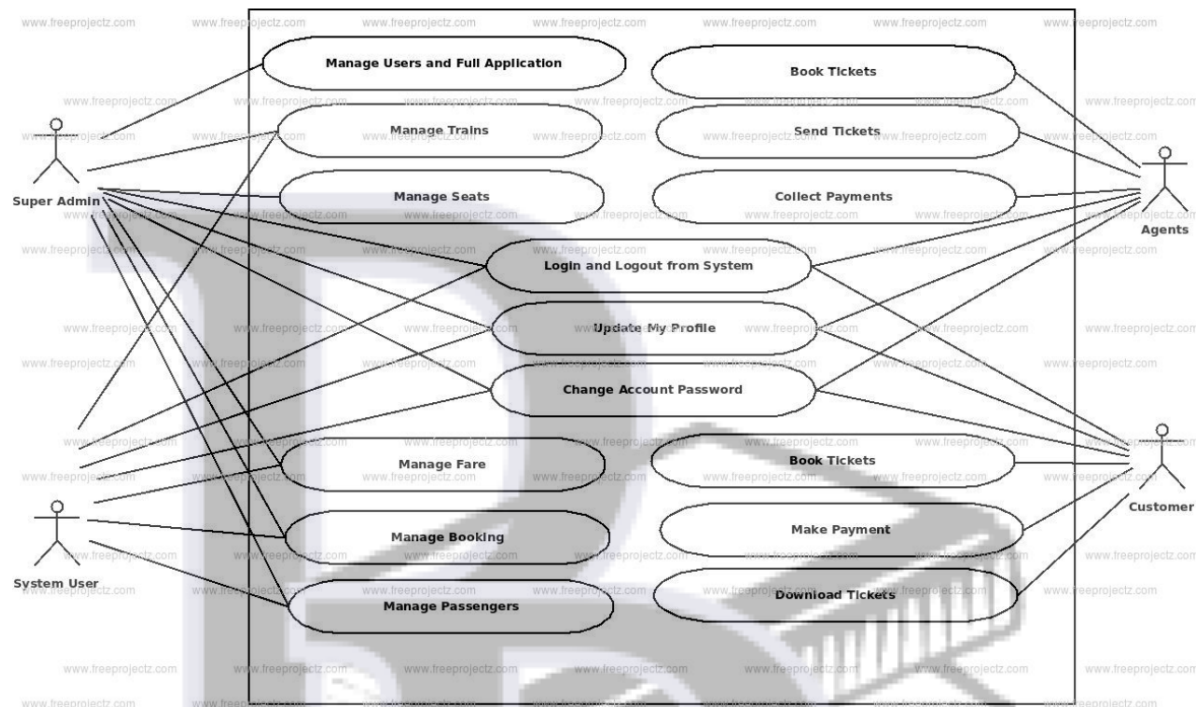 Manage Users and Full Application
Book Tickets
Manage Trains
Send Tickets
Super Admin
Manage Seats
Collect Payments
Agents
Login and Logout from System
Update My Profile
Change Account Password
Manage Fare
Book Tickets
Customer
Manage Booking
Make Payment
System User
Manage Passengers
Download Tickets
www.freeprojectz.com